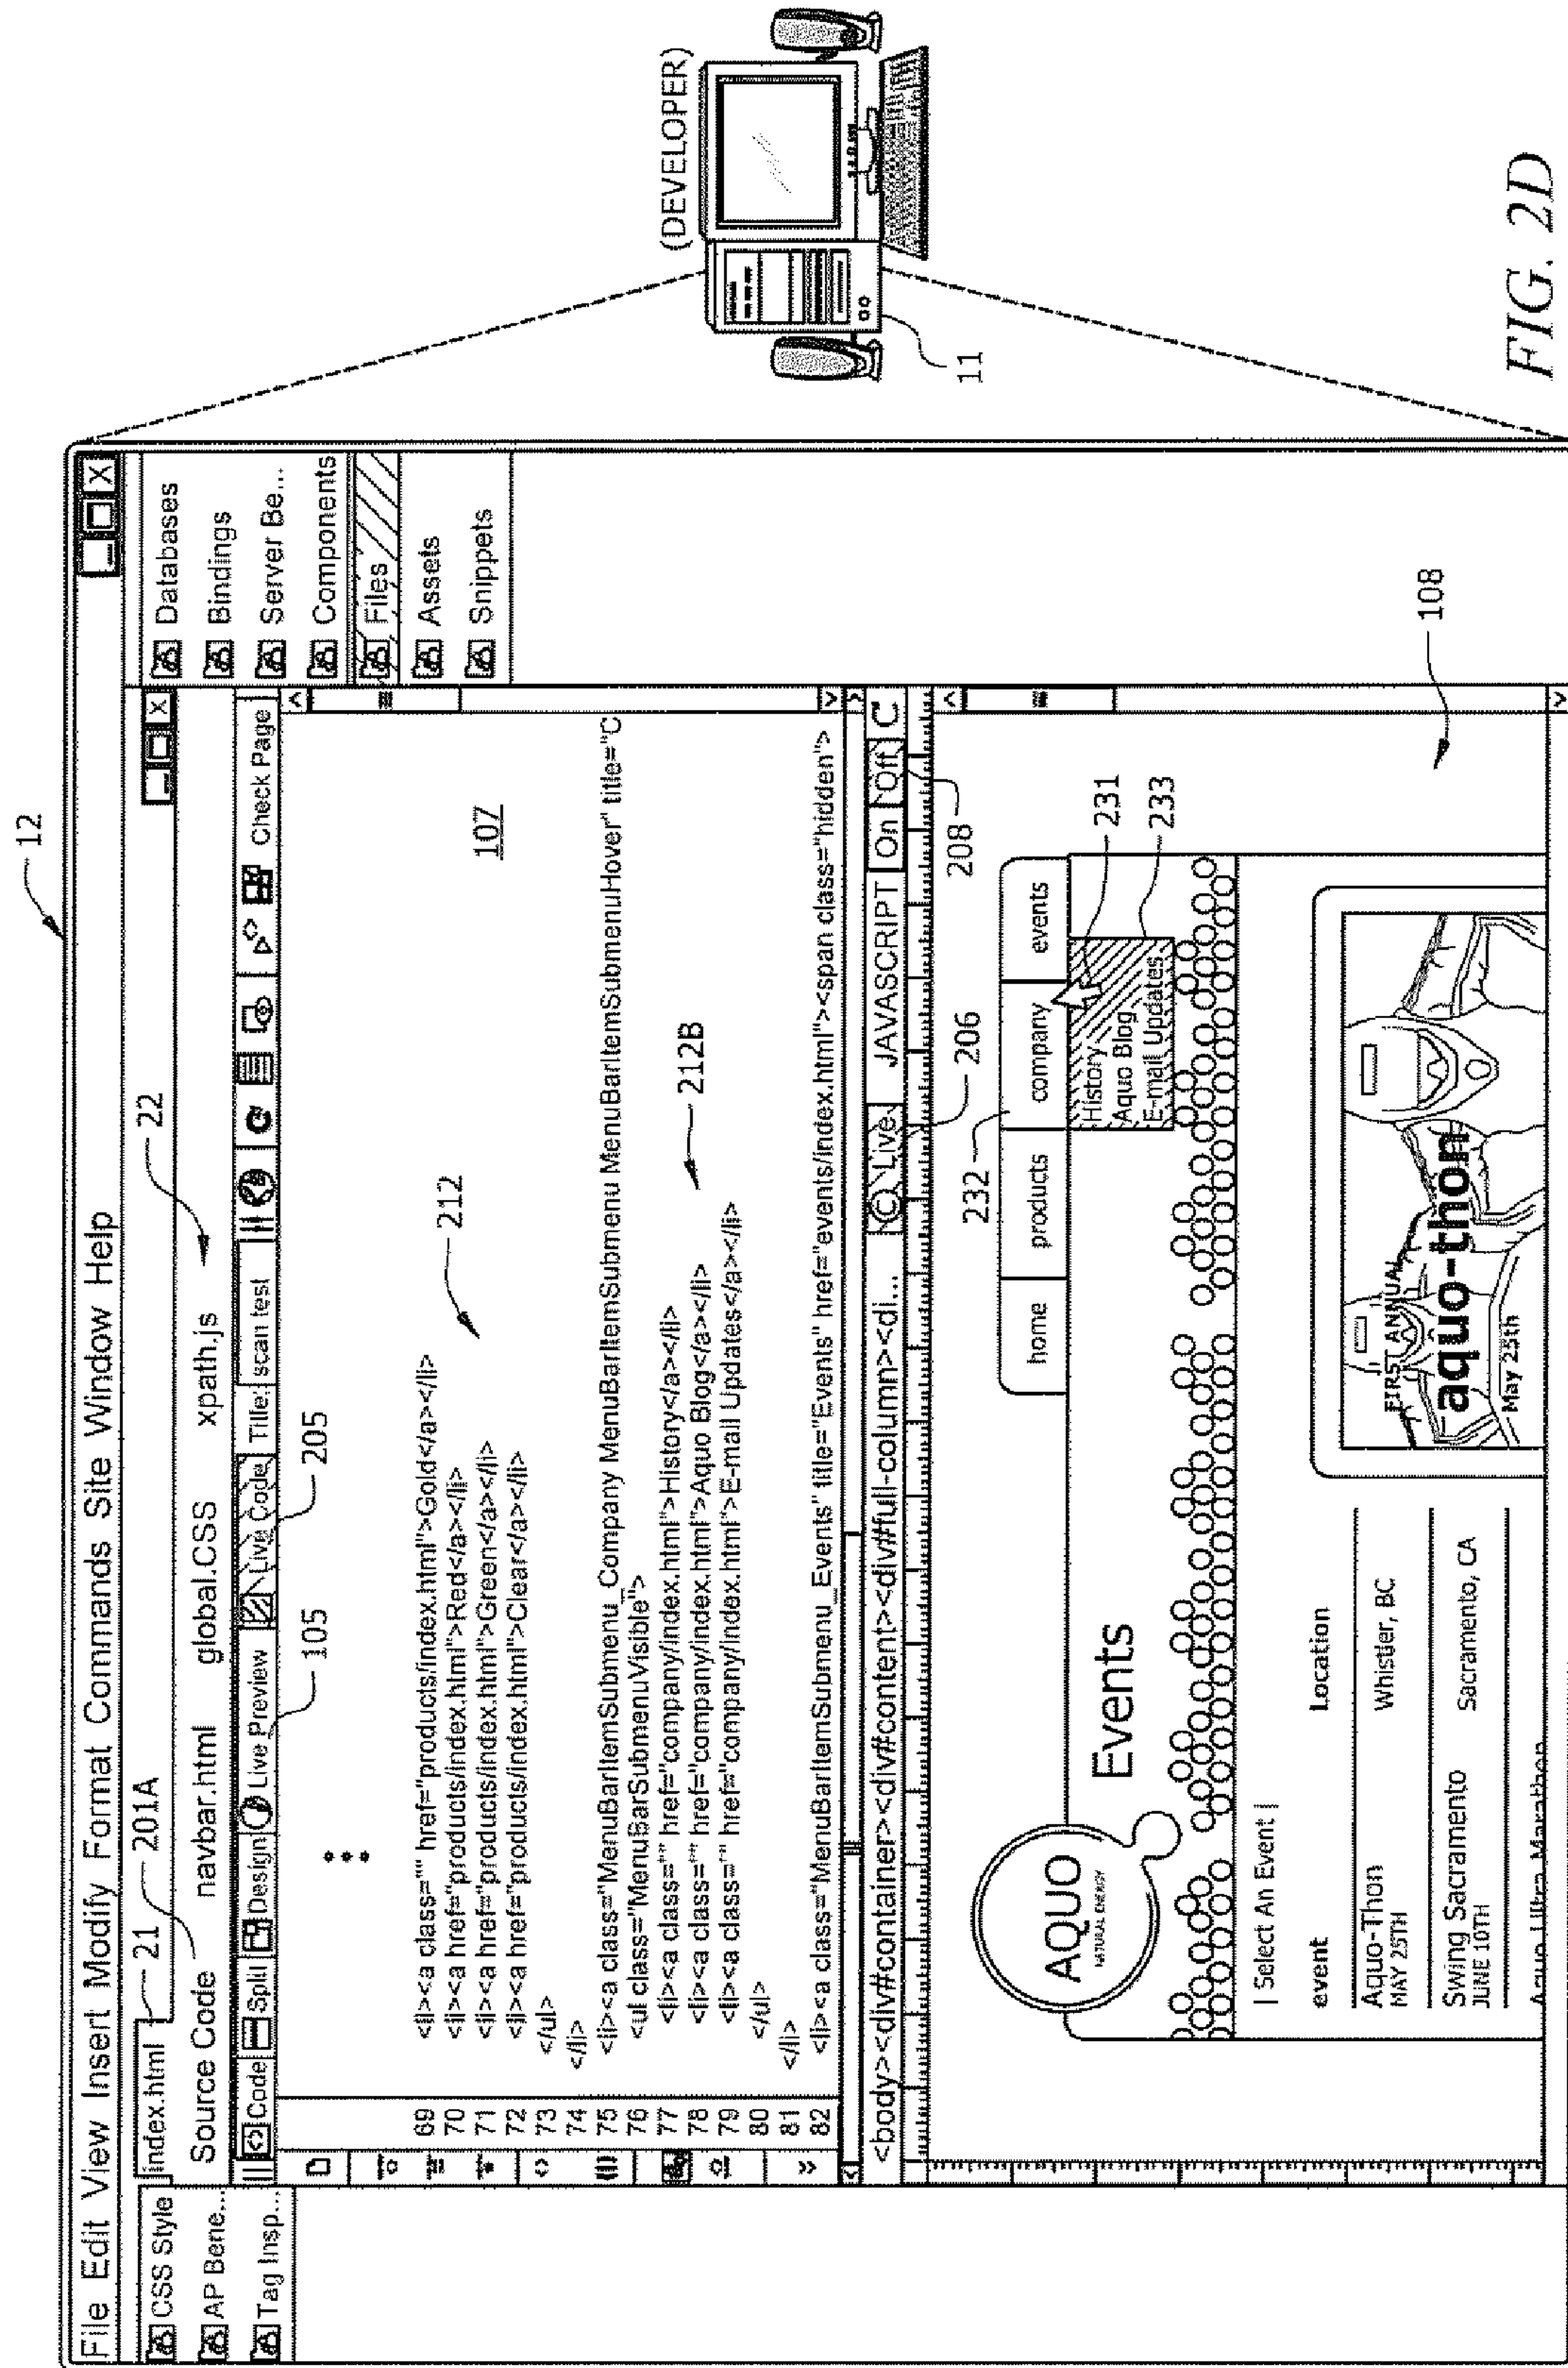 12
File Edit View Insert Modify Format Commands Site Window Help
CSS Style
AP Bene...
Tag Insp...
index.html
21
201A
22
Source Code navbar.html global.CSS xpath.js
Code Split Design Live Preview Live Code Title: scan test Check Page
105
205
107
212
69 <li><a class="" href="products/index.html">Gold</a></li>
70 <li><a href="products/index.html">Red</a></li>
71 <li><a href="products/index.html">Green</a></li>
72 <li><a href="products/index.html">Clear</a></li>
73 </ul>
74 </li>
75 <li><a class="MenuBarItemSubmenu_Company MenuBarItemSubmenu MenuBarItemSubmenuHover" title="C
76 <ul class="MenuBarSubmenuVisible">
77 <li><a class="" href="company/index.html">History</a></li>
78 <li><a class="" href="company/index.html">Aquo Blog</a></li>
79 <li><a class="" href="company/index.html">E-mail Updates</a></li>
80 </ul>
81 </li>
82 <li><a class="MenuBarItemSubmenu_Events" title="Events" href="events/index.html"><span class="hidden">
212B
<body><div#container><div#content><div#full-column><di... Live JAVASCRIPT On Off
206
208
232
home products company events
History
Aquo Blog
E-mail Updates
231
233
108
AQUO
NATURAL ENERGY
Events
| Select An Event |
event Location
Aquo-Thon Whistler, BC
MAY 25TH
Swing Sacramento Sacramento, CA
JUNE 10TH
Aquo Ultra Marathon
FIRST ANNUAL
aquo-thon
May 25th
Databases
Bindings
Server Be...
Components
Files
Assets
Snippets
(DEVELOPER)
11
FIG. 2D